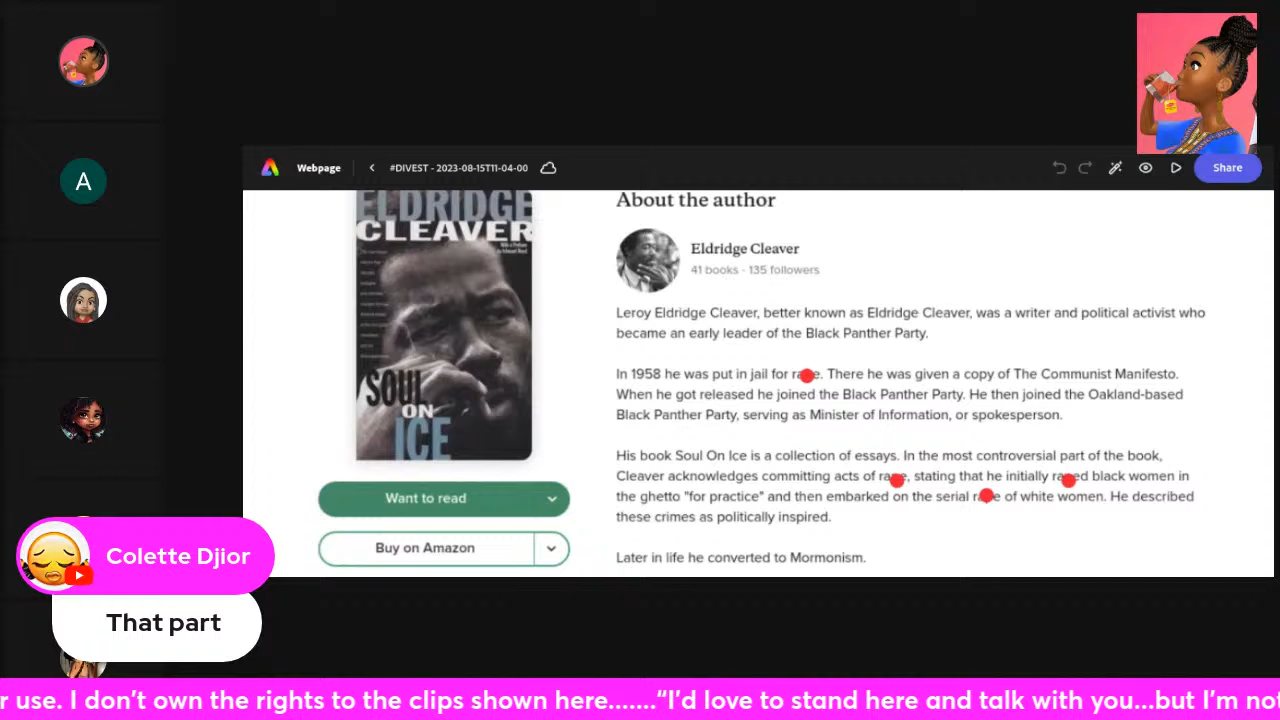 Webpage
#DIVEST - 2023-08-15T11-04-00
Share
A
ELDRIDGE
CLEAVER
SOUL
ON
ICE
Want to read
Buy on Amazon
About the author
Eldridge Cleaver
41 books · 135 followers
Leroy Eldridge Cleaver, better known as Eldridge Cleaver, was a writer and political activist who
became an early leader of the Black Panther Party.
In 1958 he was put in jail for ra e. There he was given a copy of The Communist Manifesto.
When he got released he joined the Black Panther Party. He then joined the Oakland-based
Black Panther Party, serving as Minister of Information, or spokesperson.
His book Soul On Ice is a collection of essays. In the most controversial part of the book,
Cleaver acknowledges committing acts of ra e, stating that he initially ra ed black women in
the ghetto "for practice" and then embarked on the serial r e of white women. He described
these crimes as politically inspired.
Later in life he converted to Mormonism.
Colette Djior
That part
r use. I don't own the rights to the clips shown here.......“I'd love to stand here and talk with you...but I'm no